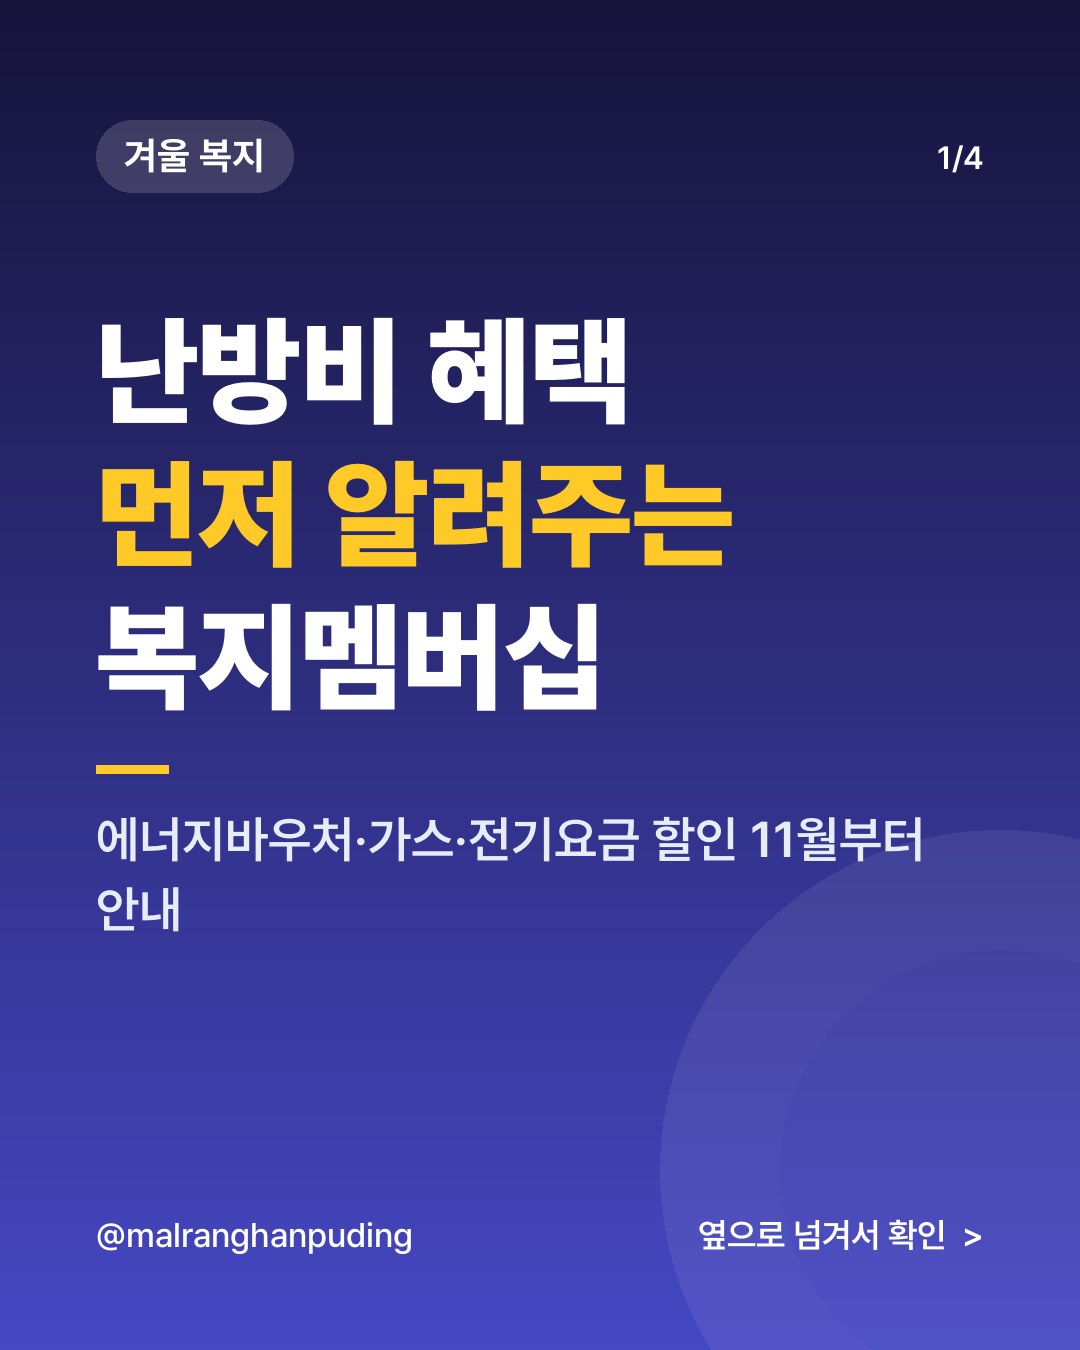 겨울 복지
1/4
난방비 혜택
먼저 알려주는
복지멤버십
에너지바우처·가스·전기요금 할인 11월부터
안내
@malranghanpuding
옆으로 넘겨서 확인 >